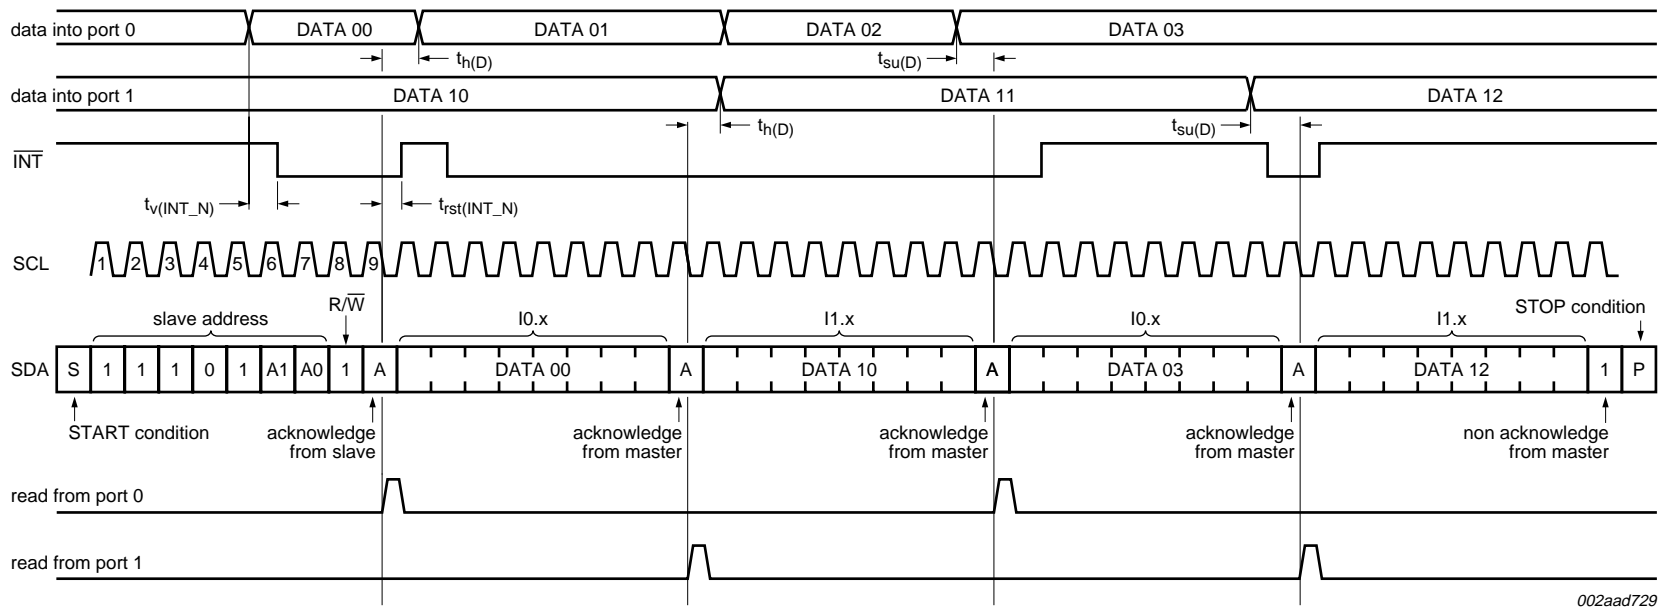 data into port 0 DATA 00 DATA 01 DATA 02 DATA 03
th(D) tsu(D)
data into port 1 DATA 10 DATA 11 DATA 12
th(D) tsu(D)
INT
tv(INT_N) trst(INT_N)
SCL 1 2 3 4 5 6 7 8 9
R/W STOP condition
slave address I0.x I1.x I0.x I1.x
SDA S 1 1 1 0 1 A1 A0 1 A DATA 00 A DATA 10 A DATA 03 A DATA 12 1 P
START condition acknowledge from slave acknowledge from master acknowledge from master acknowledge from master non acknowledge from master
read from port 0
read from port 1
002aad729